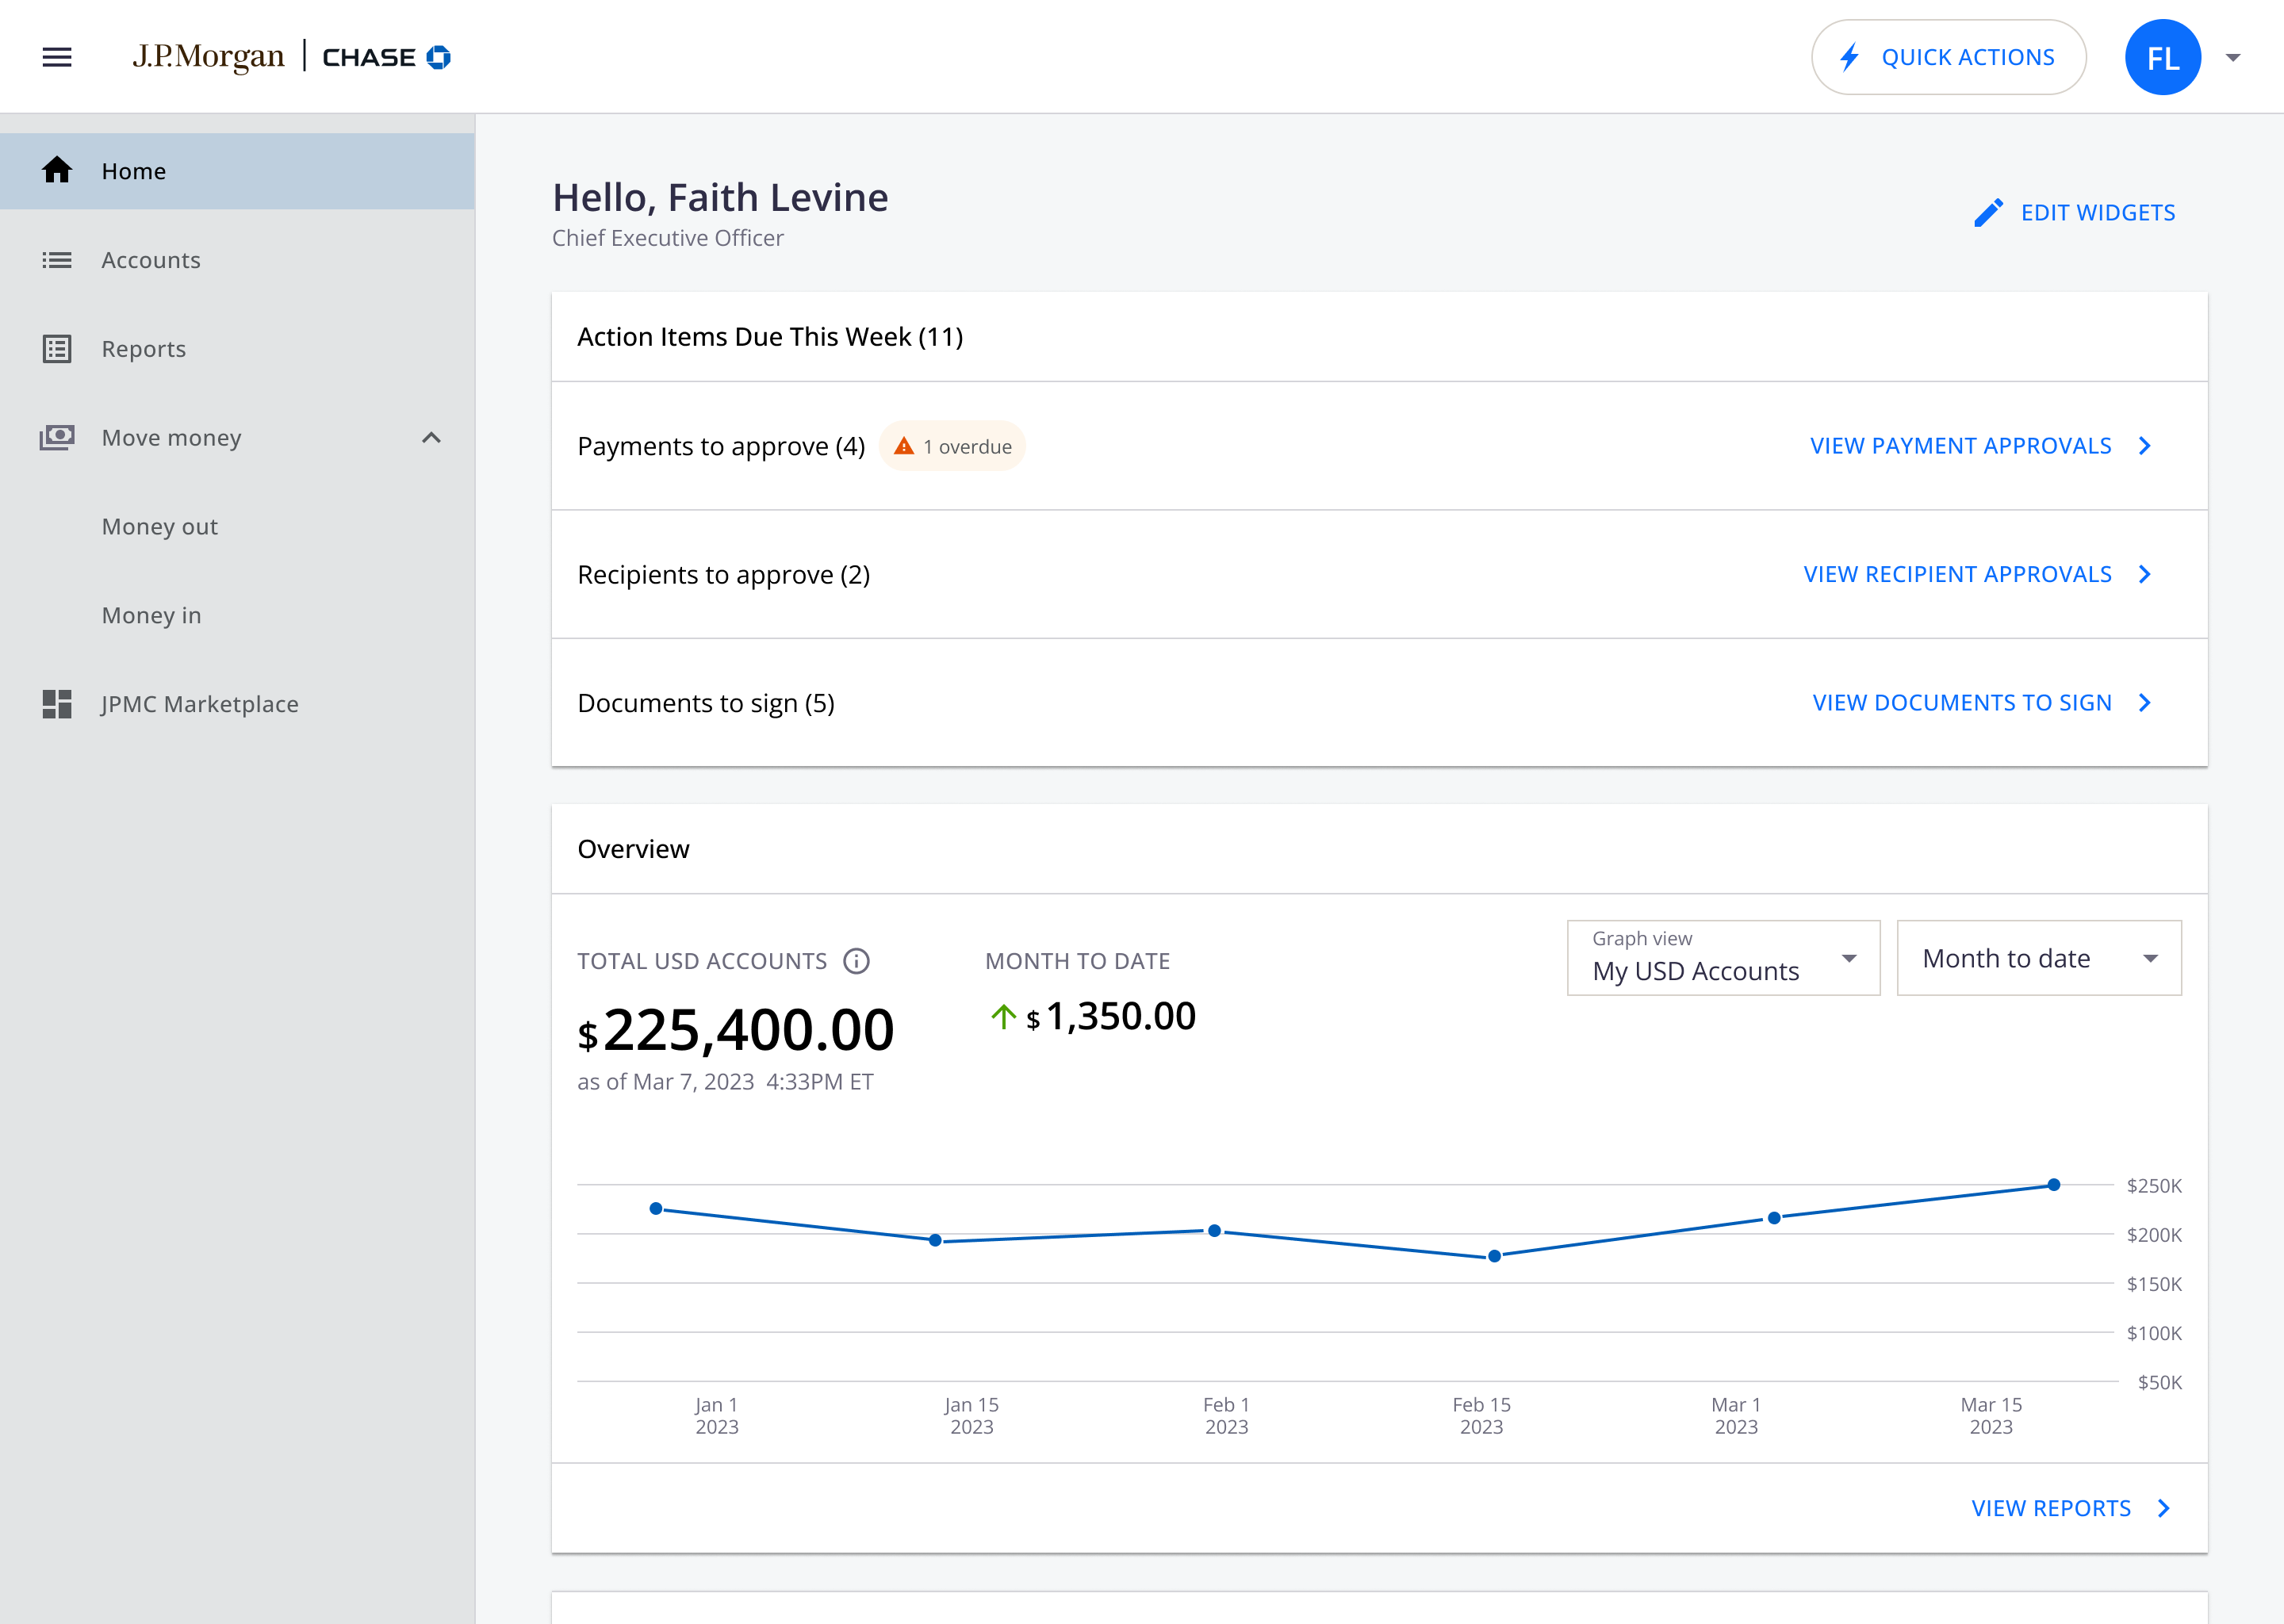 J.P.Morgan | CHASE
QUICK ACTIONS
FL
Home
Accounts
Reports
Move money
Money out
Money in
JPMC Marketplace
Hello, Faith Levine
Chief Executive Officer
EDIT WIDGETS
Action Items Due This Week (11)
Payments to approve (4) 1 overdue VIEW PAYMENT APPROVALS
Recipients to approve (2) VIEW RECIPIENT APPROVALS
Documents to sign (5) VIEW DOCUMENTS TO SIGN
Overview
TOTAL USD ACCOUNTS
$225,400.00
as of Mar 7, 2023 4:33PM ET
MONTH TO DATE
$1,350.00
Graph view
My USD Accounts
Month to date
$250K
$200K
$150K
$100K
$50K
Jan 1
2023
Jan 15
2023
Feb 1
2023
Feb 15
2023
Mar 1
2023
Mar 15
2023
VIEW REPORTS